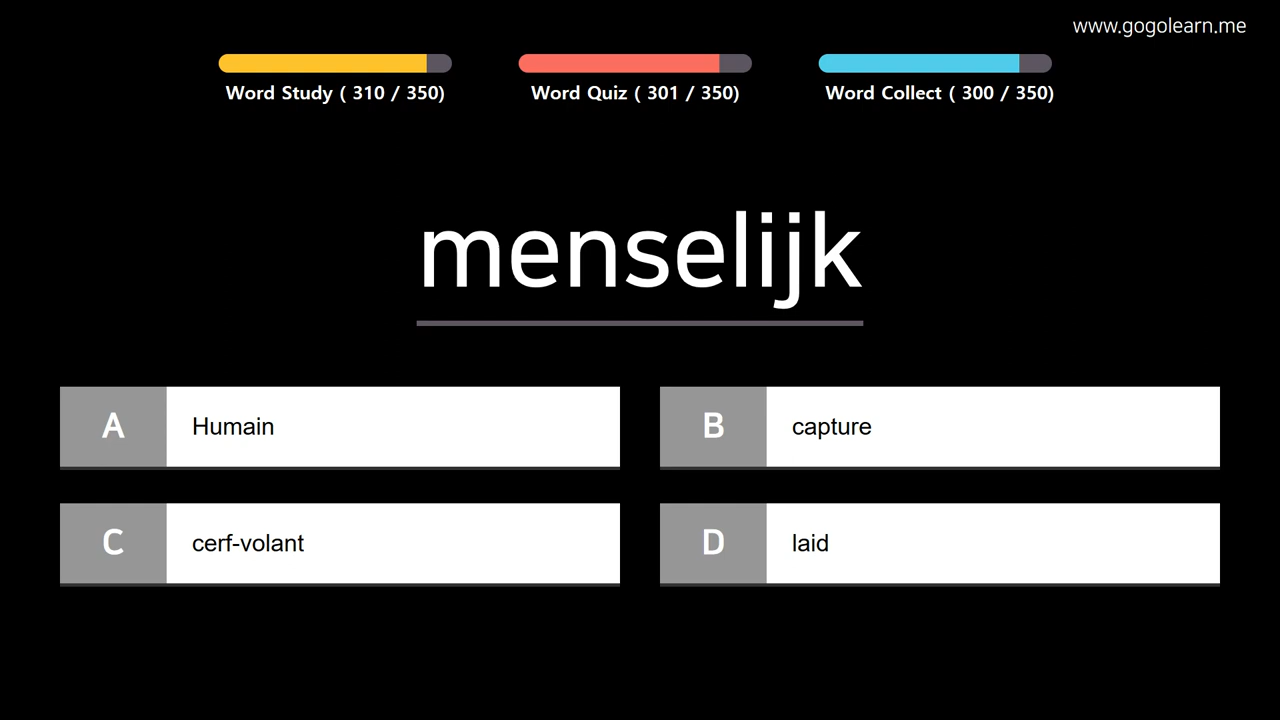 www.gogolearn.me
Word Study ( 310 / 350)
Word Quiz ( 301 / 350)
Word Collect ( 300 / 350)
menselijk
A
Humain
B
capture
C
cerf-volant
D
laid